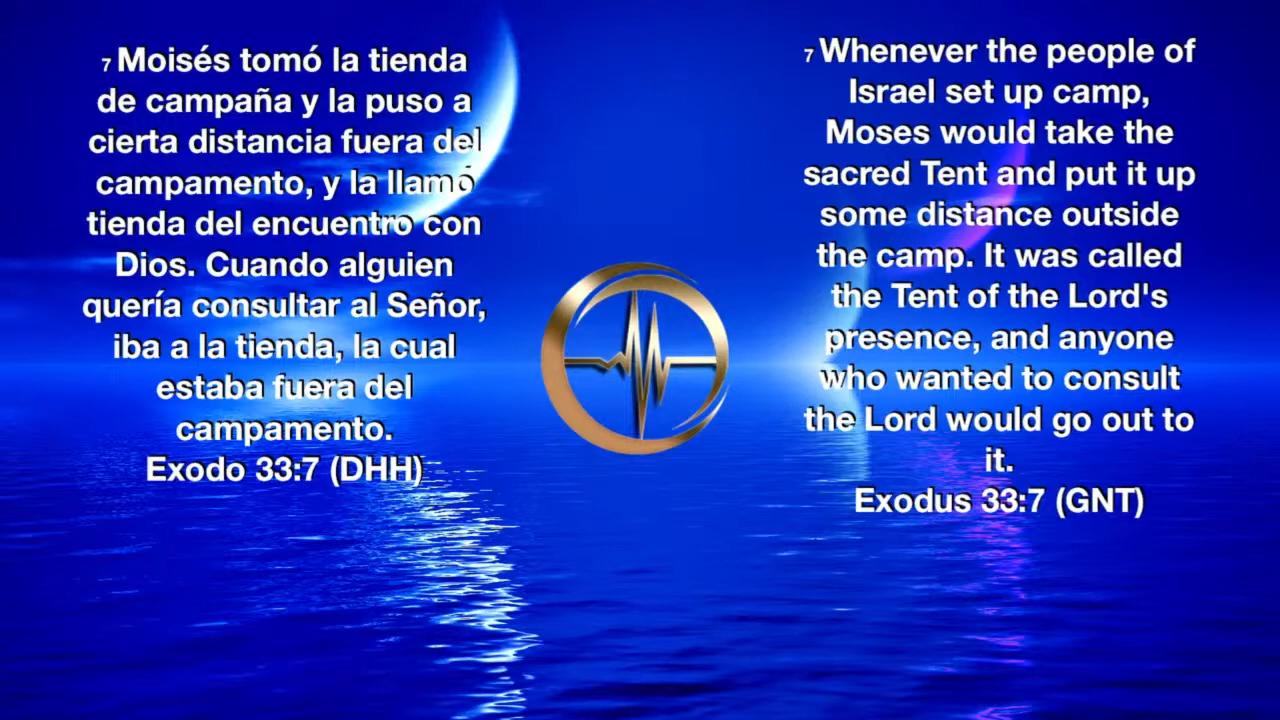 7 Moisés tomó la tienda
de campaña y la puso a
cierta distancia fuera del
campamento, y la llamó
tienda del encuentro con
Dios. Cuando alguien
quería consultar al Señor,
iba a la tienda, la cual
estaba fuera del
campamento.
Exodo 33:7 (DHH)
7 Whenever the people of
Israel set up camp,
Moses would take the
sacred Tent and put it up
some distance outside
the camp. It was called
the Tent of the Lord's
presence, and anyone
who wanted to consult
the Lord would go out to
it.
Exodus 33:7 (GNT)